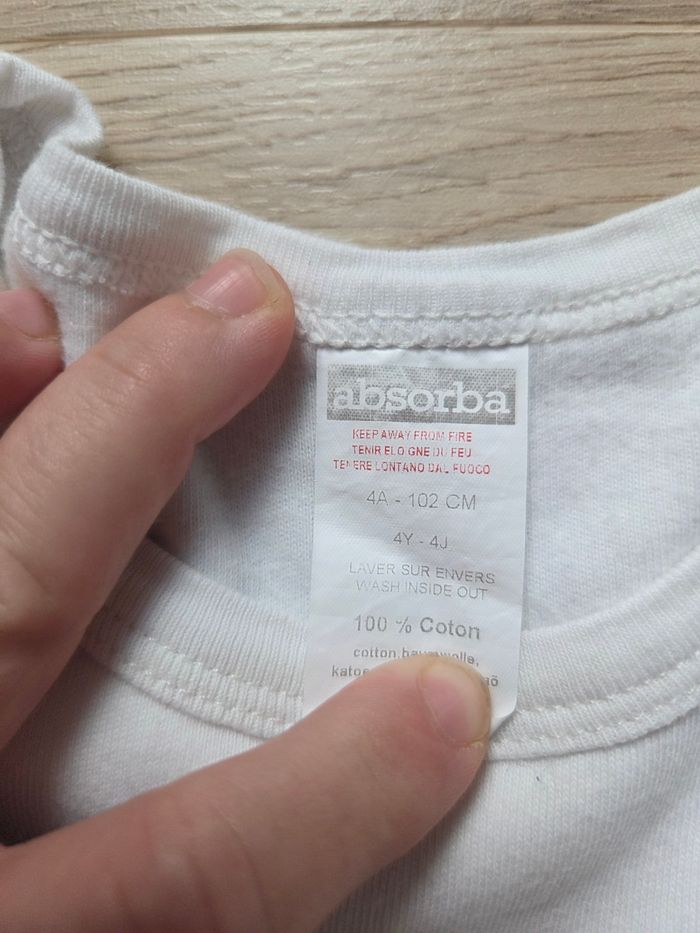 absorba
KEEP AWAY FROM FIRE
TENIR ELOIGNE DU FEU
TENERE LONTANO DAL FUOCO
4A - 102 CM
4Y - 4J
LAVER SUR ENVERS
WASH INSIDE OUT
100 % Coton
cotton, baumwolle,